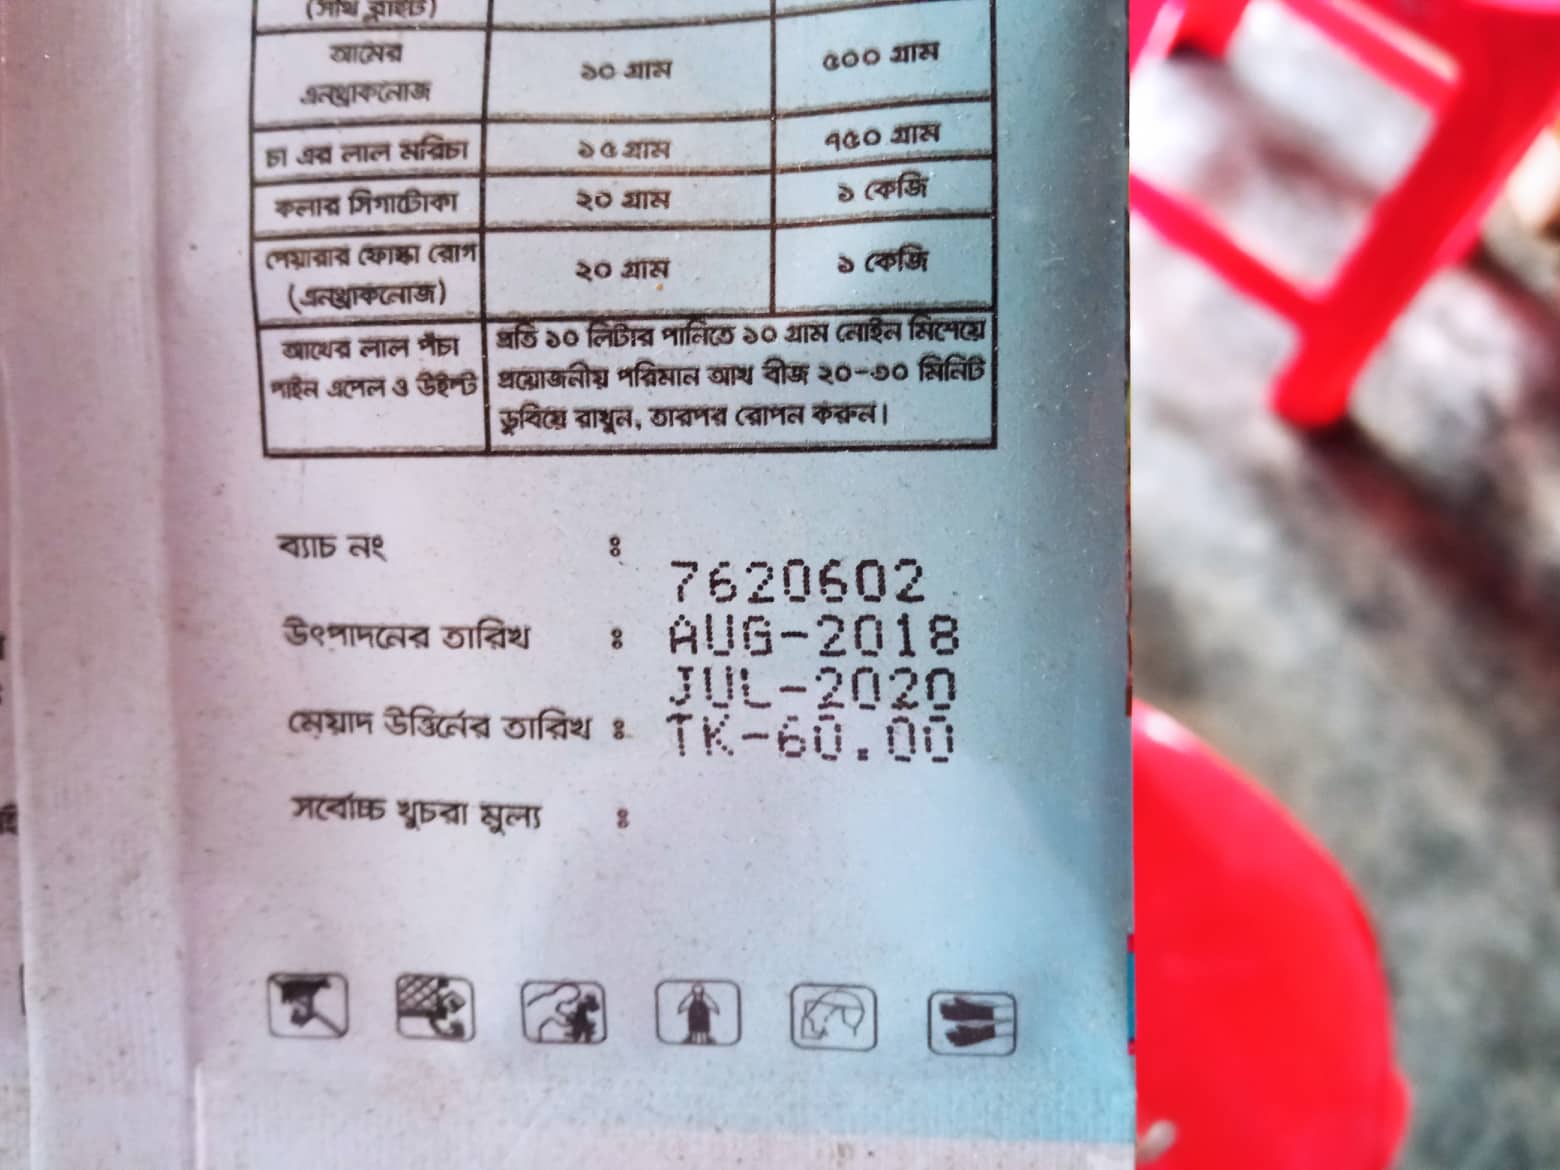 (সীথ ব্লাইট)
আমের এনথ্রাকনোজ ১০ গ্রাম ৫০০ গ্রাম
চা এর লাল মরিচা ১৫ গ্রাম ৭৫০ গ্রাম
কলার সিগাটোকা ২০ গ্রাম ১ কেজি
পেয়ারার ফোস্কা রোগ
(এনথ্রাকনোজ) ২০ গ্রাম ১ কেজি
আখের লাল পঁচা
পাইন এপেল ও উইল্ট
প্রতি ১০ লিটার পানিতে ১০ গ্রাম নোইন মিশেয়ে
প্রয়োজনীয় পরিমান আখ বীজ ২০-৩০ মিনিট
ডুবিয়ে রাখুন, তারপর রোপন করুন।
ব্যাচ নং : 7620602
উৎপাদনের তারিখ : AUG-2018
মেয়াদ উত্তির্নের তারিখ : JUL-2020
TK-60.00
সর্বোচ্চ খুচরা মুল্য :